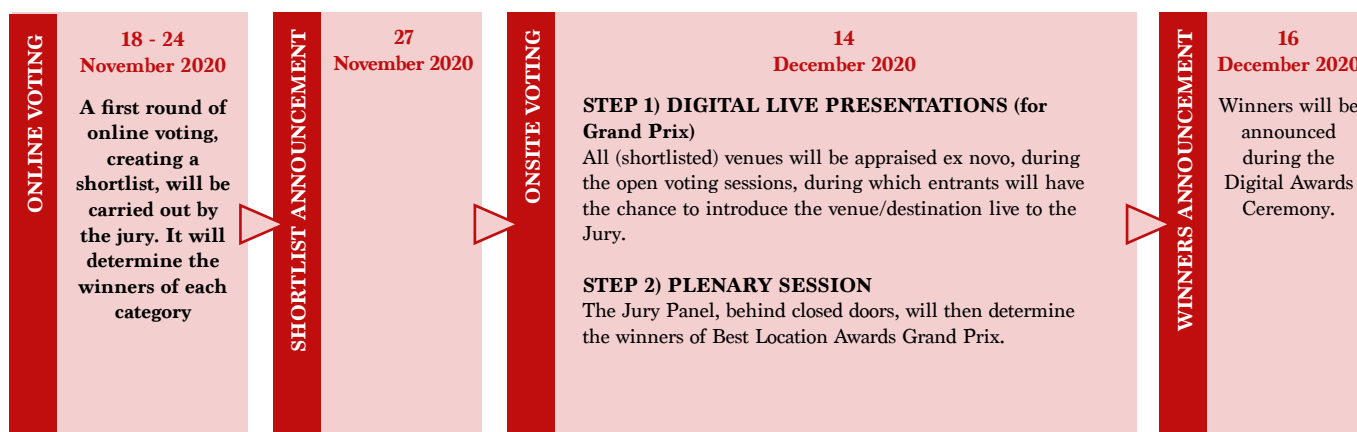 ONLINE VOTING
18 - 24
November 2020
A first round of
online voting,
creating a
shortlist, will be
carried out by
the jury. It will
determine the
winners of each
category
SHORTLIST ANNOUNCEMENT
27
November 2020
ONSITE VOTING
14
December 2020
STEP 1) DIGITAL LIVE PRESENTATIONS (for
Grand Prix)
All (shortlisted) venues will be appraised ex novo, during
the open voting sessions, during which entrants will have
the chance to introduce the venue/destination live to the
Jury.
STEP 2) PLENARY SESSION
The Jury Panel, behind closed doors, will then determine
the winners of Best Location Awards Grand Prix.
WINNERS ANNOUNCEMENT
16
December 2020
Winners will be
announced
during the
Digital Awards
Ceremony.